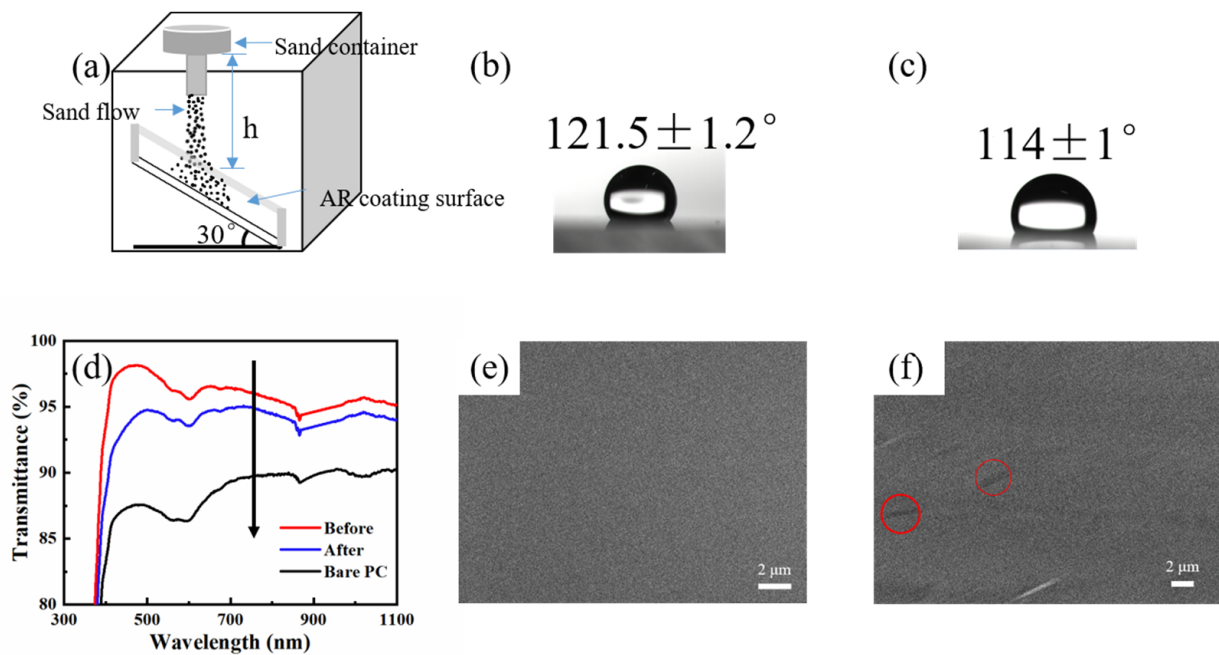 (a)
Sand container
Sand flow
h
AR coating surface
30°
(b)
121.5±1.2°
(c)
114±1°
(d)
100
95
90
85
80
Transmittance (%)
300
500
700
900
1100
Wavelength (nm)
Before
After
Bare PC
(e)
2 μm
(f)
2 μm